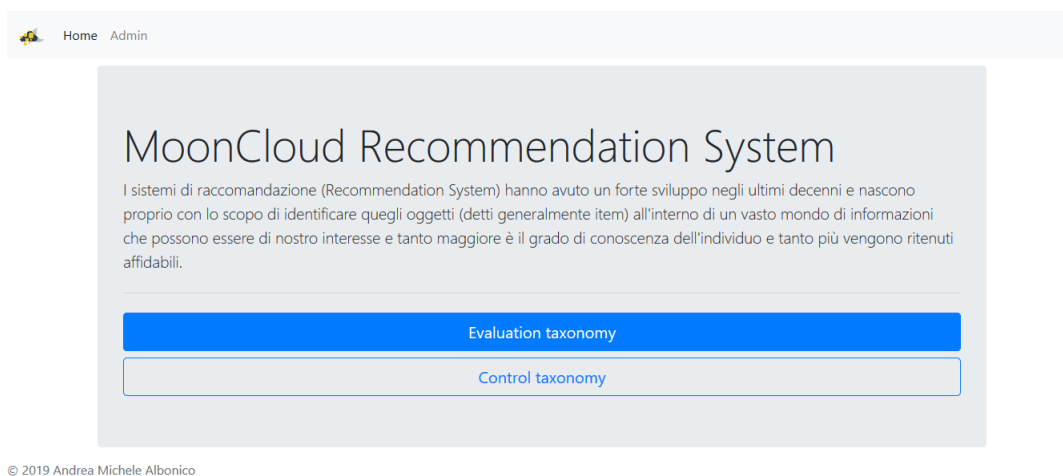 Home Admin
MoonCloud Recommendation System
I sistemi di raccomandazione (Recommendation System) hanno avuto un forte sviluppo negli ultimi decenni e nascono
proprio con lo scopo di identificare quegli oggetti (detti generalmente item) all'interno di un vasto mondo di informazioni
che possono essere di nostro interesse e tanto maggiore è il grado di conoscenza dell'individuo e tanto più vengono ritenuti
affidabili.
Evaluation taxonomy
Control taxonomy
© 2019 Andrea Michele Albonico